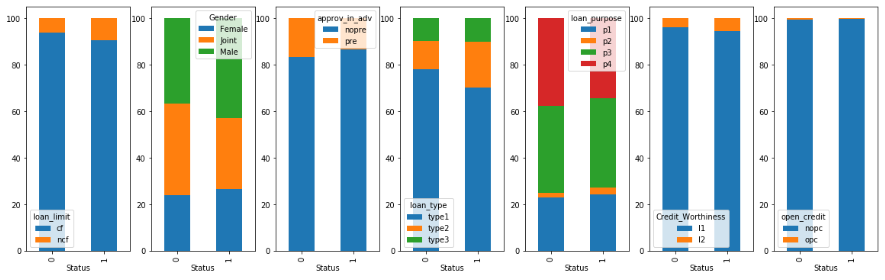 100
80
60
40
20
0
loan_limit
cf
ncf
0
1
Status
100
80
60
40
20
0
Gender
Female
Joint
Male
0
1
Status
100
80
60
40
20
0
approv_in_adv
nopre
pre
0
1
Status
100
80
60
40
20
0
loan_type
type1
type2
type3
0
1
Status
100
80
60
40
20
0
loan_purpose
p1
p2
p3
p4
0
1
Status
100
80
60
40
20
0
Credit_Worthiness
l1
l2
0
1
Status
100
80
60
40
20
0
open_credit
nopc
opc
0
1
Status